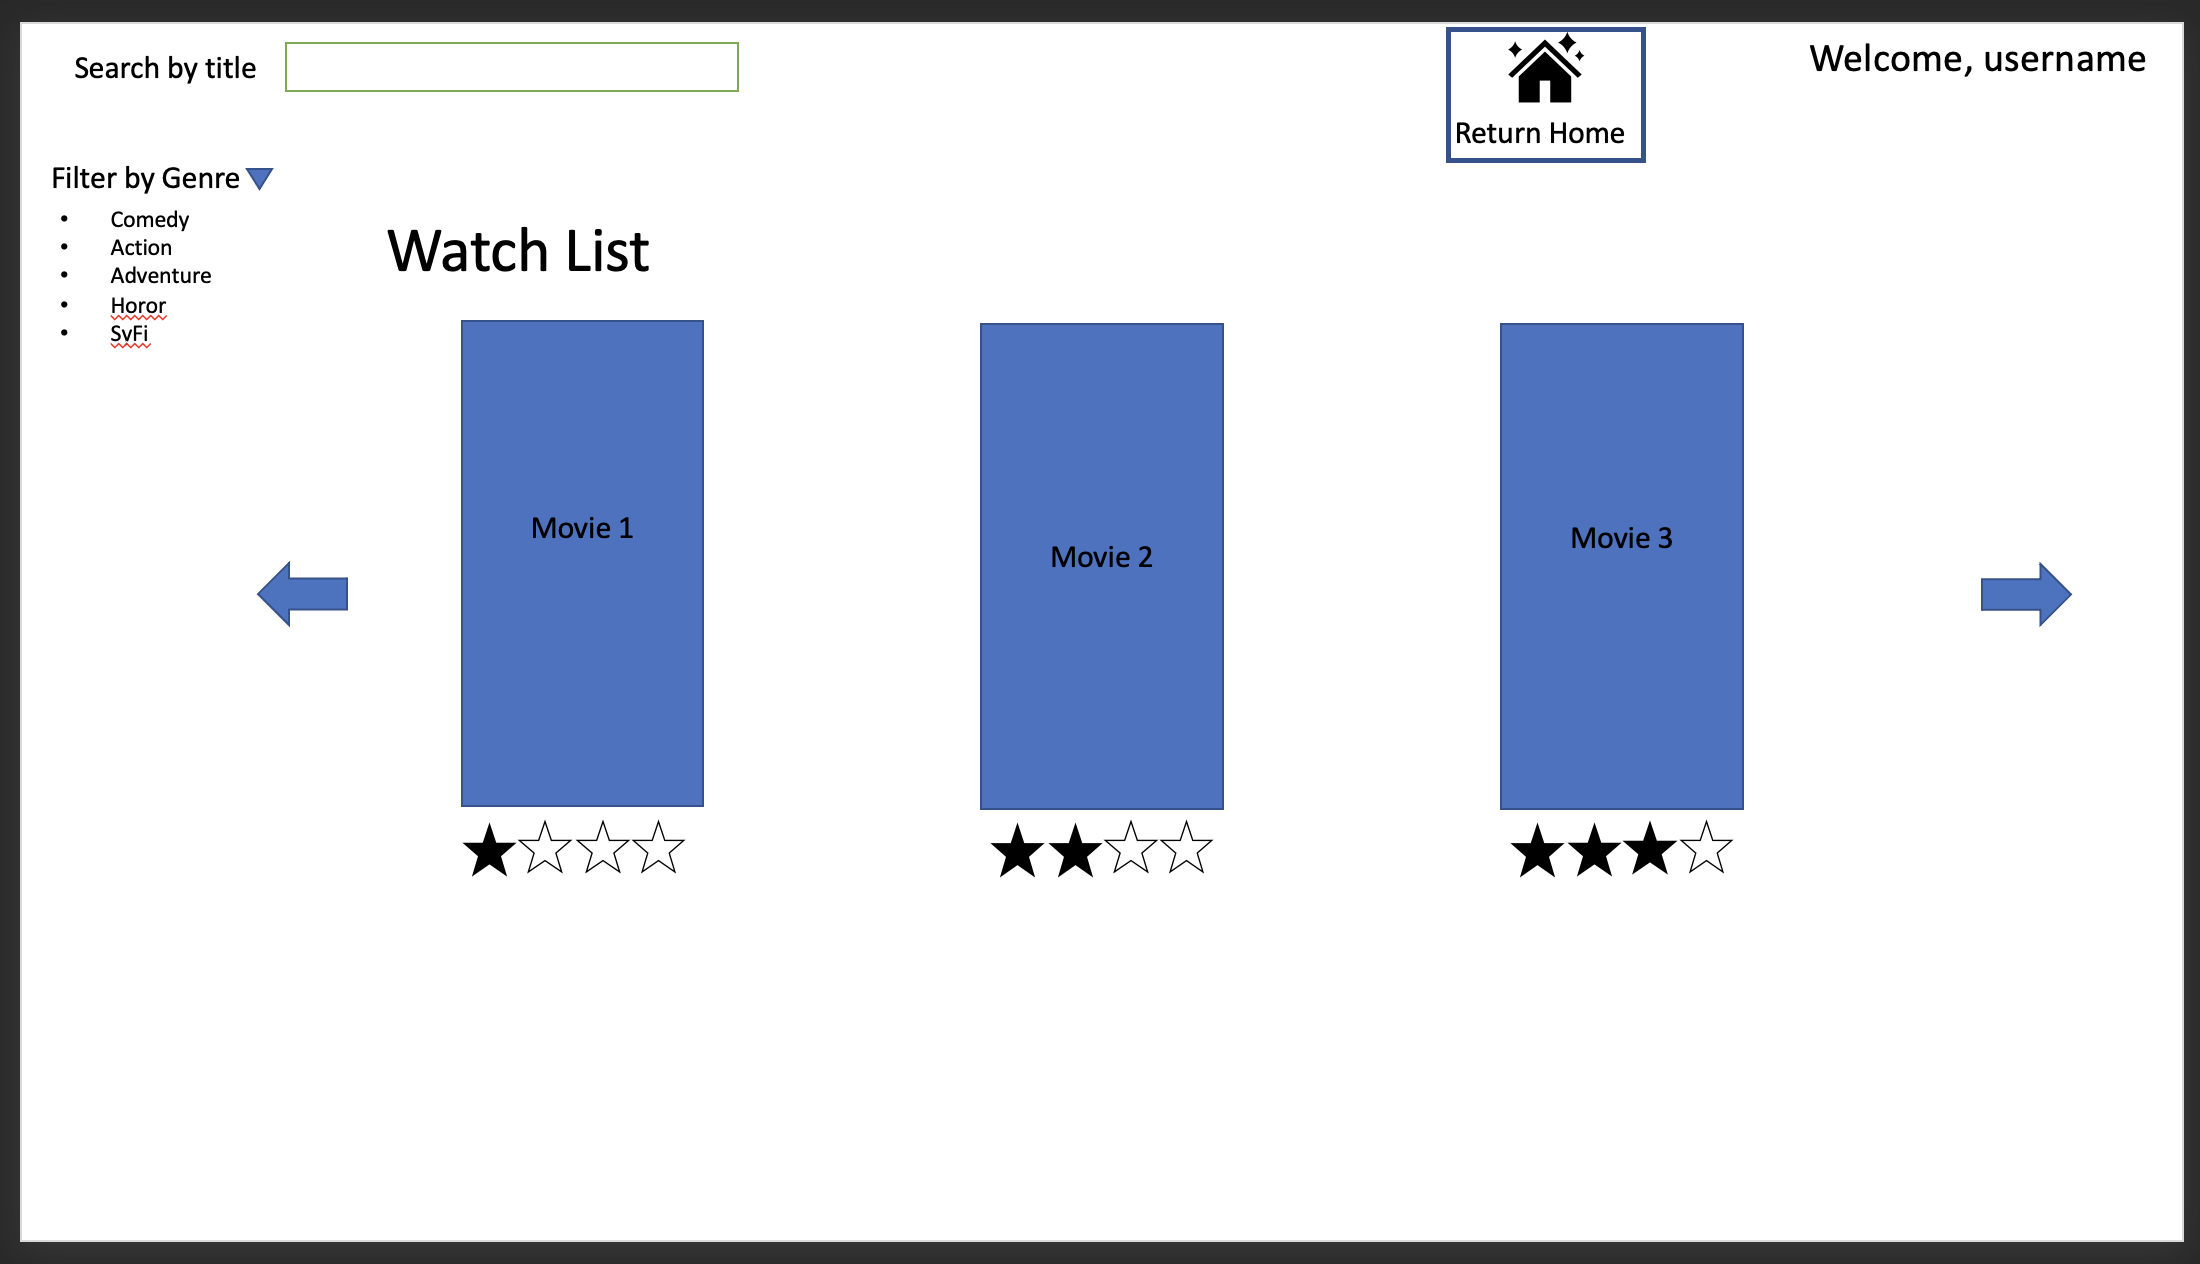 Search by title
Return Home
Welcome, username
Filter by Genre
• Comedy
• Action
• Adventure
• Horor
• SvFi
Watch List
Movie 1
Movie 2
Movie 3